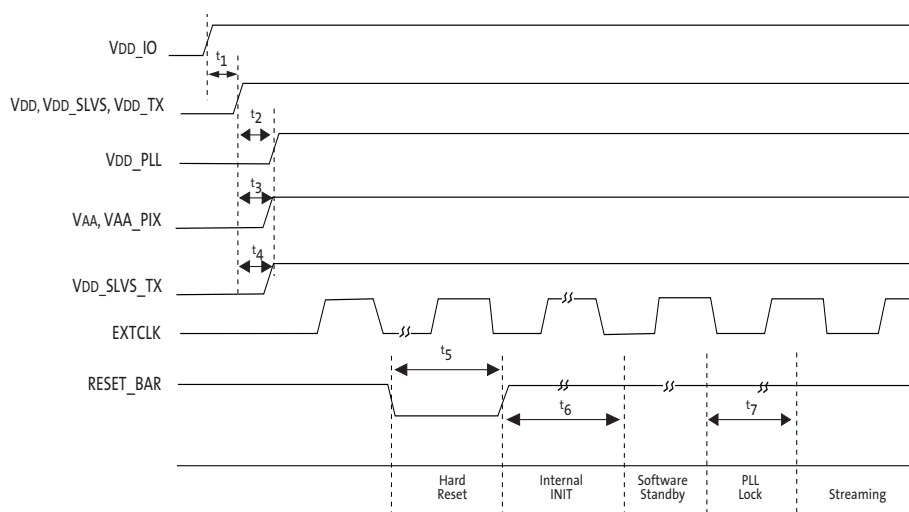 VDD_IO
t1
VDD, VDD_SLVS, VDD_TX
t2
VDD_PLL
t3
VAA, VAA_PIX
t4
VDD_SLVS_TX
EXTCLK
t5
RESET_BAR
t6
t7
Hard
Reset
Internal
INIT
Software
Standby
PLL
Lock
Streaming